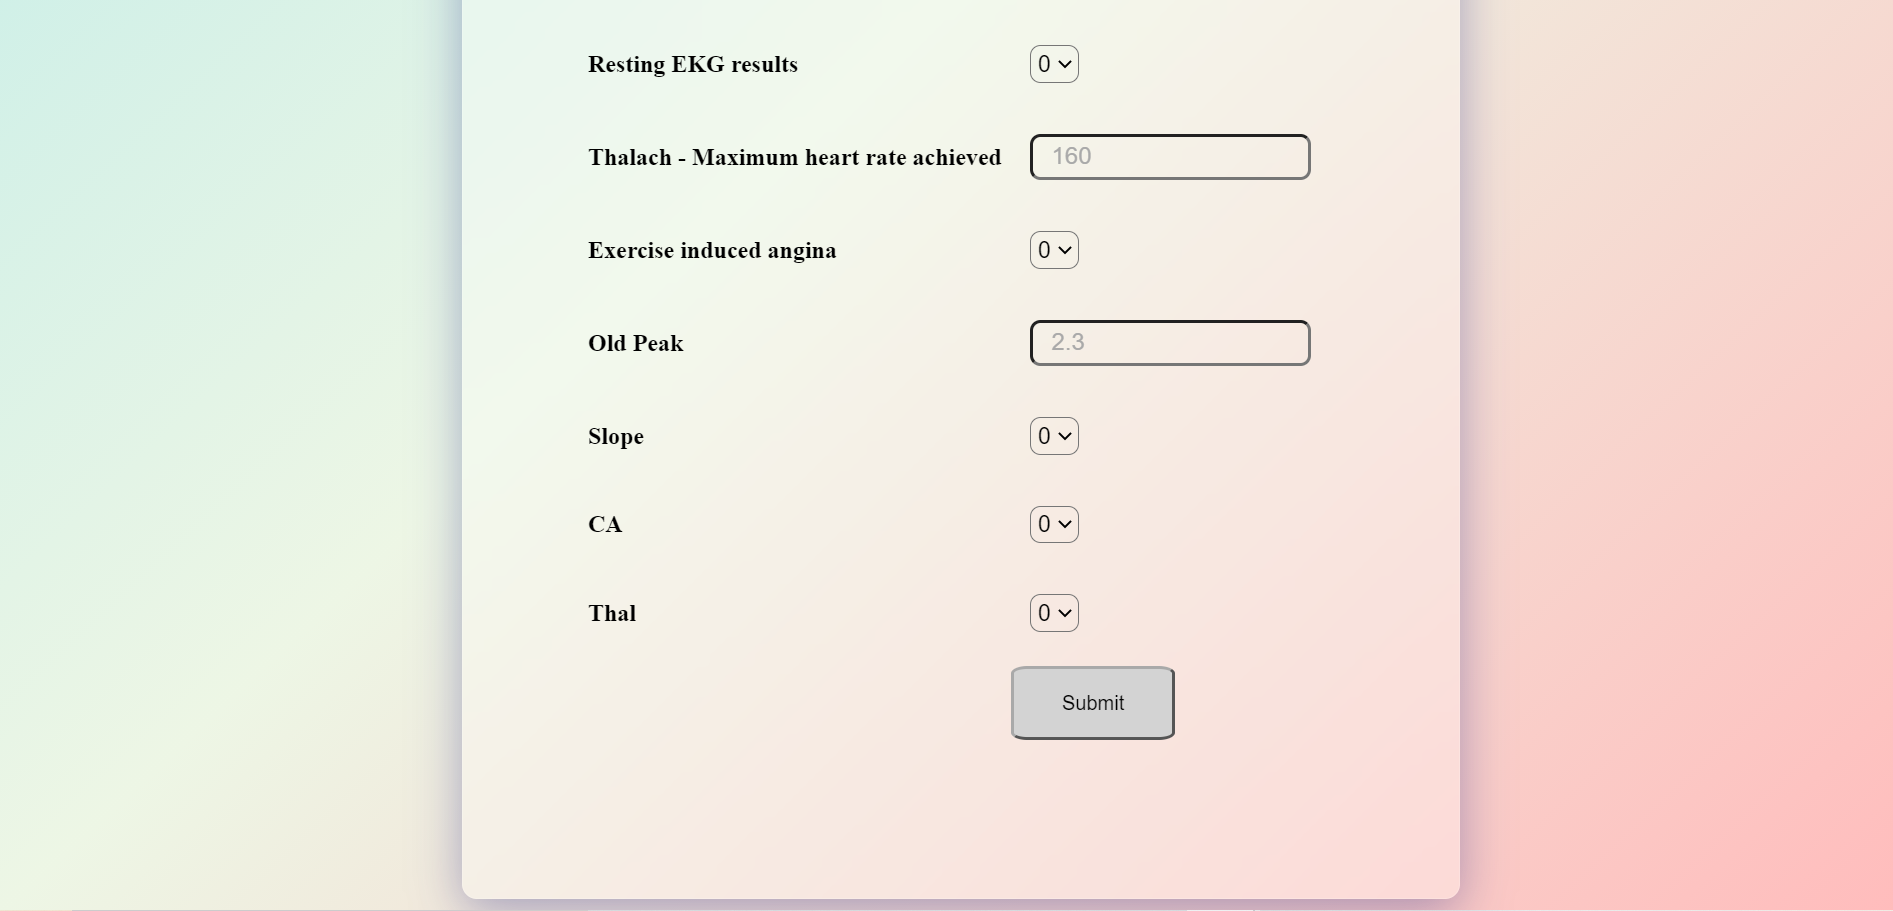 Resting EKG results 0
Thalach - Maximum heart rate achieved 160
Exercise induced angina 0
Old Peak 2.3
Slope 0
CA 0
Thal 0
Submit